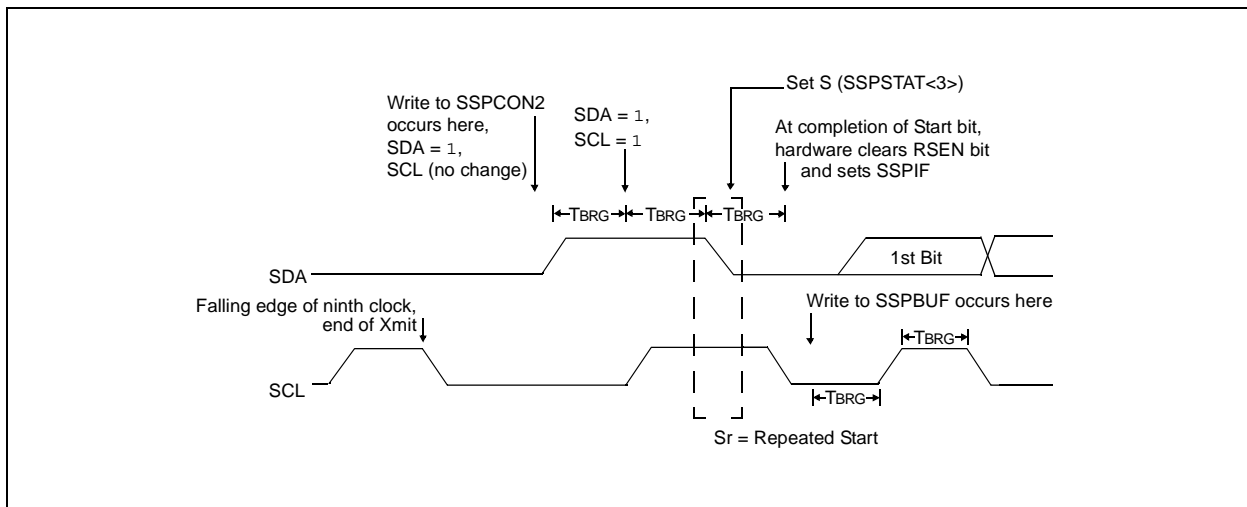 Set S (SSPSTAT<3>)
Write to SSPCON2
occurs here,
SDA = 1,
SCL (no change)
SDA = 1,
SCL = 1
At completion of Start bit,
hardware clears RSEN bit
and sets SSPIF
TBRG
TBRG
TBRG
SDA
1st Bit
Falling edge of ninth clock,
end of Xmit
Write to SSPBUF occurs here
TBRG
SCL
TBRG
Sr = Repeated Start